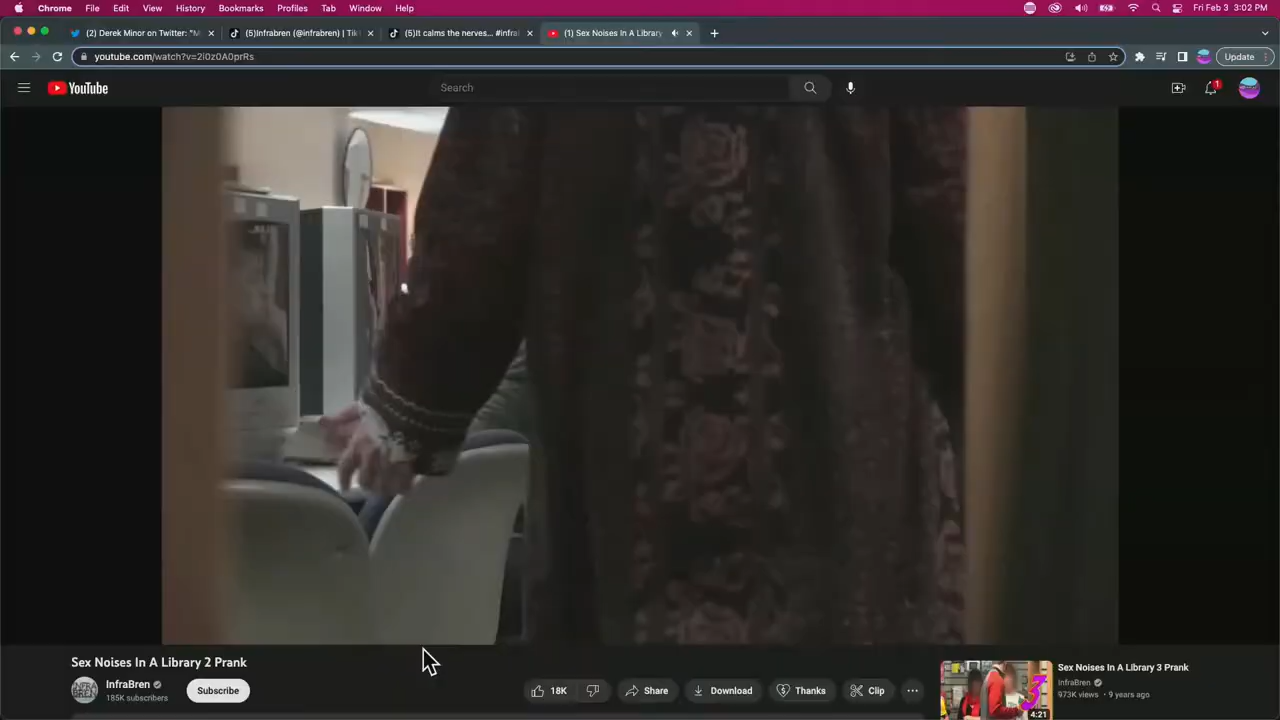 Chrome File Edit View History Bookmarks Profiles Tab Window Help Fri Feb 3 3:02 PM
(2) Derek Minor on Twitter: "M (5)Infrabren (@infrabren) | Tik (5)It calms the nerves... #infra (1) Sex Noises In A Library
youtube.com/watch?v=2i0z0A0prRs Update
YouTube Search 1
Sex Noises In A Library 2 Prank
InfraBren
185K subscribers
Subscribe
18K Share Download Thanks Clip
Sex Noises In A Library 3 Prank
InfraBren
973K views • 9 years ago
3
4:21